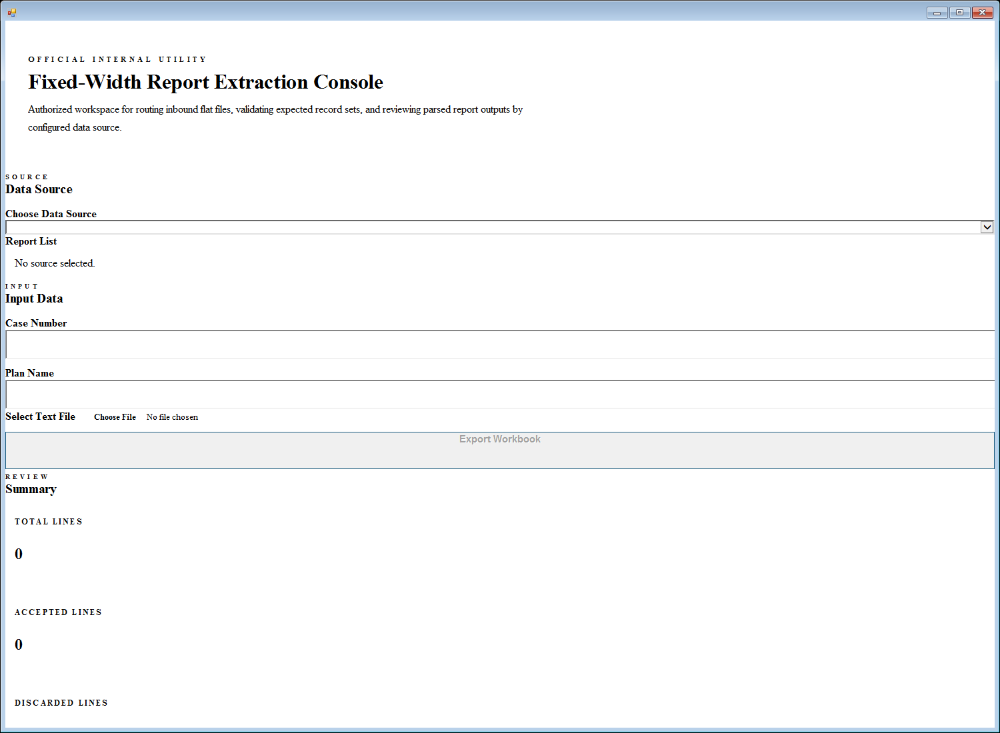 OFFICIAL INTERNAL UTILITY
Fixed-Width Report Extraction Console
Authorized workspace for routing inbound flat files, validating expected record sets, and reviewing parsed report outputs by
configured data source.
SOURCE
Data Source
Choose Data Source
Report List
No source selected.
INPUT
Input Data
Case Number
Plan Name
Select Text File Choose File No file chosen
Export Workbook
REVIEW
Summary
TOTAL LINES
0
ACCEPTED LINES
0
DISCARDED LINES